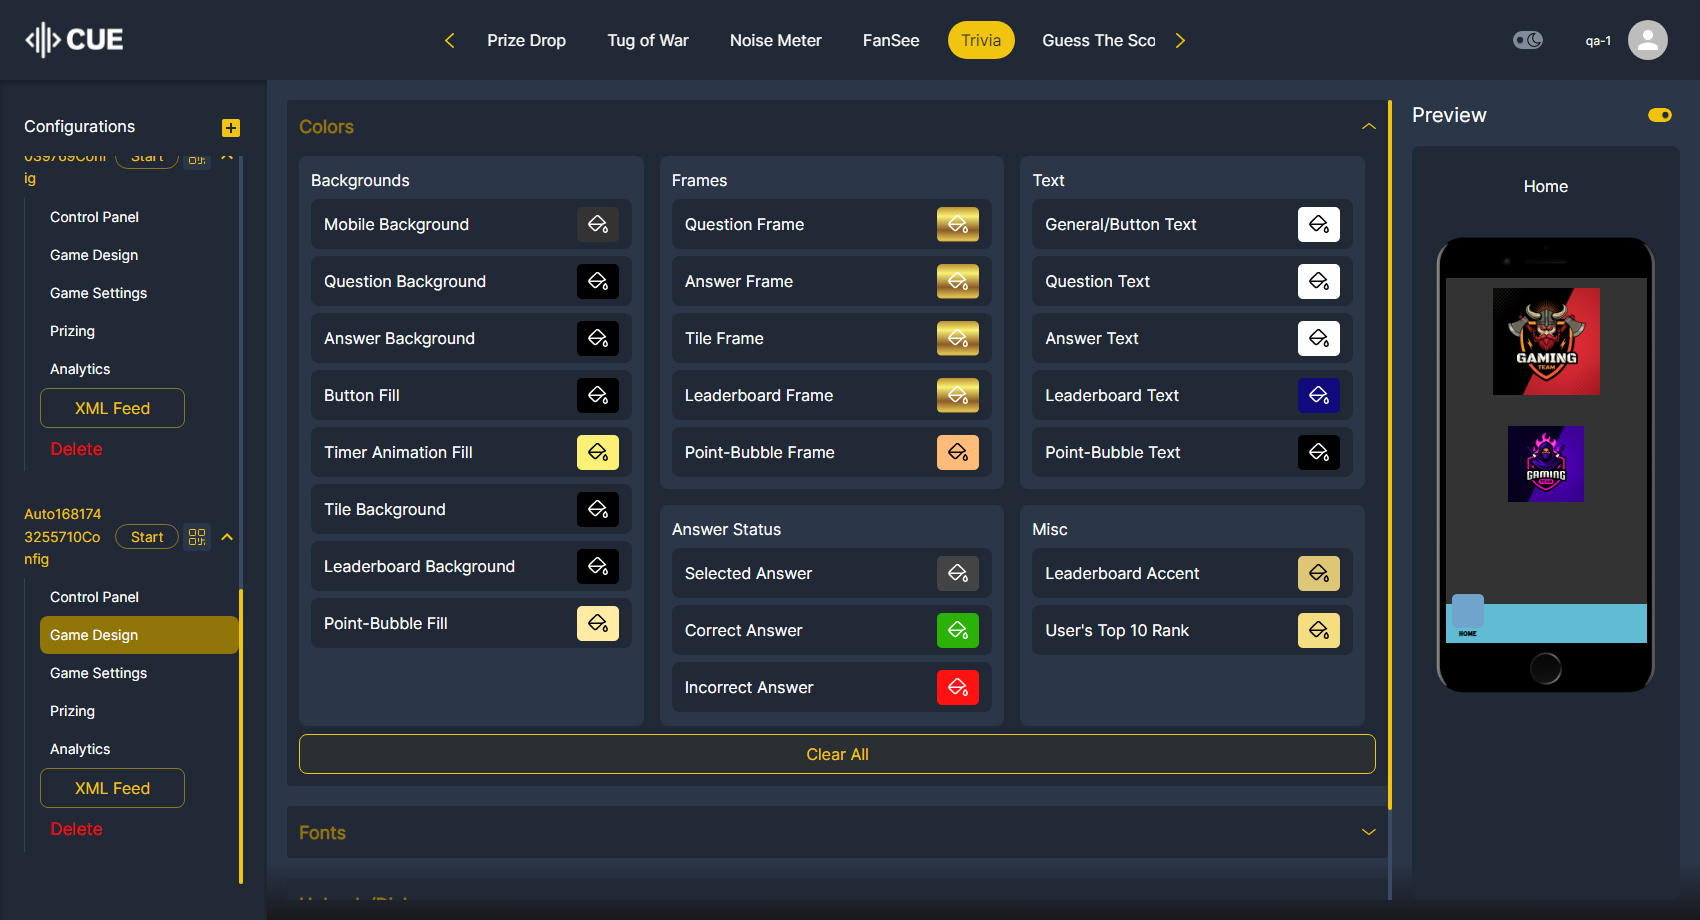 CUE
Prize Drop
Tug of War
Noise Meter
FanSee
Trivia
Guess The Sco
qa-1
Configurations
039769Conf
ig
Start
Control Panel
Game Design
Game Settings
Prizing
Analytics
XML Feed
Delete
Auto168174
3255710Co
nfig
Start
Control Panel
Game Design
Game Settings
Prizing
Analytics
XML Feed
Delete
Colors
Backgrounds
Mobile Background
Question Background
Answer Background
Button Fill
Timer Animation Fill
Tile Background
Leaderboard Background
Point-Bubble Fill
Frames
Question Frame
Answer Frame
Tile Frame
Leaderboard Frame
Point-Bubble Frame
Text
General/Button Text
Question Text
Answer Text
Leaderboard Text
Point-Bubble Text
Answer Status
Selected Answer
Correct Answer
Incorrect Answer
Misc
Leaderboard Accent
User's Top 10 Rank
Clear All
Fonts
Preview
Home
GAMING
TEAM
GAMING
TEAM
HOME